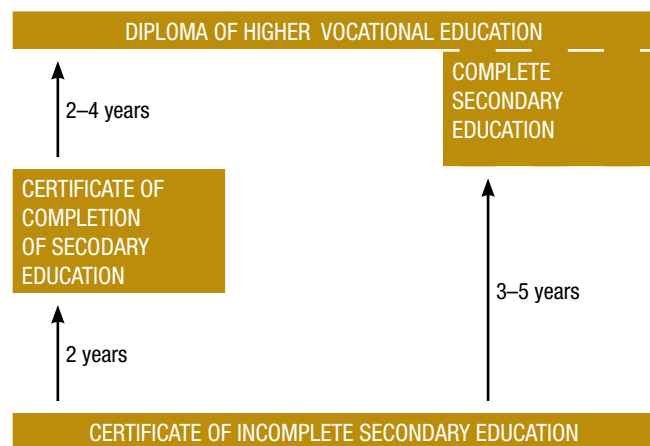 DIPLOMA OF HIGHER VOCATIONAL EDUCATION
COMPLETE
SECONDARY
EDUCATION
2–4 years
CERTIFICATE OF
COMPLETION
OF SECODARY
EDUCATION
3–5 years
2 years
CERTIFICATE OF INCOMPLETE SECONDARY EDUCATION